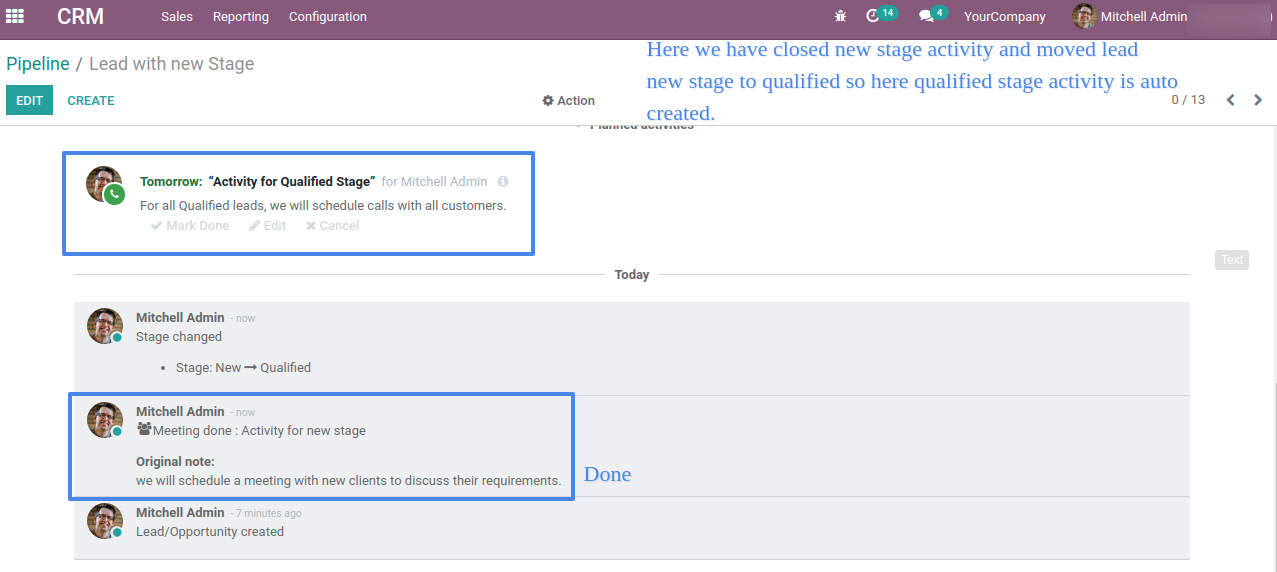 CRM Sales Reporting Configuration 14 4 YourCompany Mitchell Admin
Here we have closed new stage activity and moved lead
Pipeline / Lead with new Stage
new stage to qualified so here qualified stage activity is auto
EDIT CREATE Action 0 / 13
created.
Planned activities
Tomorrow: “Activity for Qualified Stage” for Mitchell Admin
For all Qualified leads, we will schedule calls with all customers.
Mark Done Edit Cancel
Text
Today
Mitchell Admin - now
Stage changed
• Stage: New → Qualified
Mitchell Admin - now
Meeting done : Activity for new stage
Original note:
we will schedule a meeting with new clients to discuss their requirements.
Done
Mitchell Admin - 7 minutes ago
Lead/Opportunity created